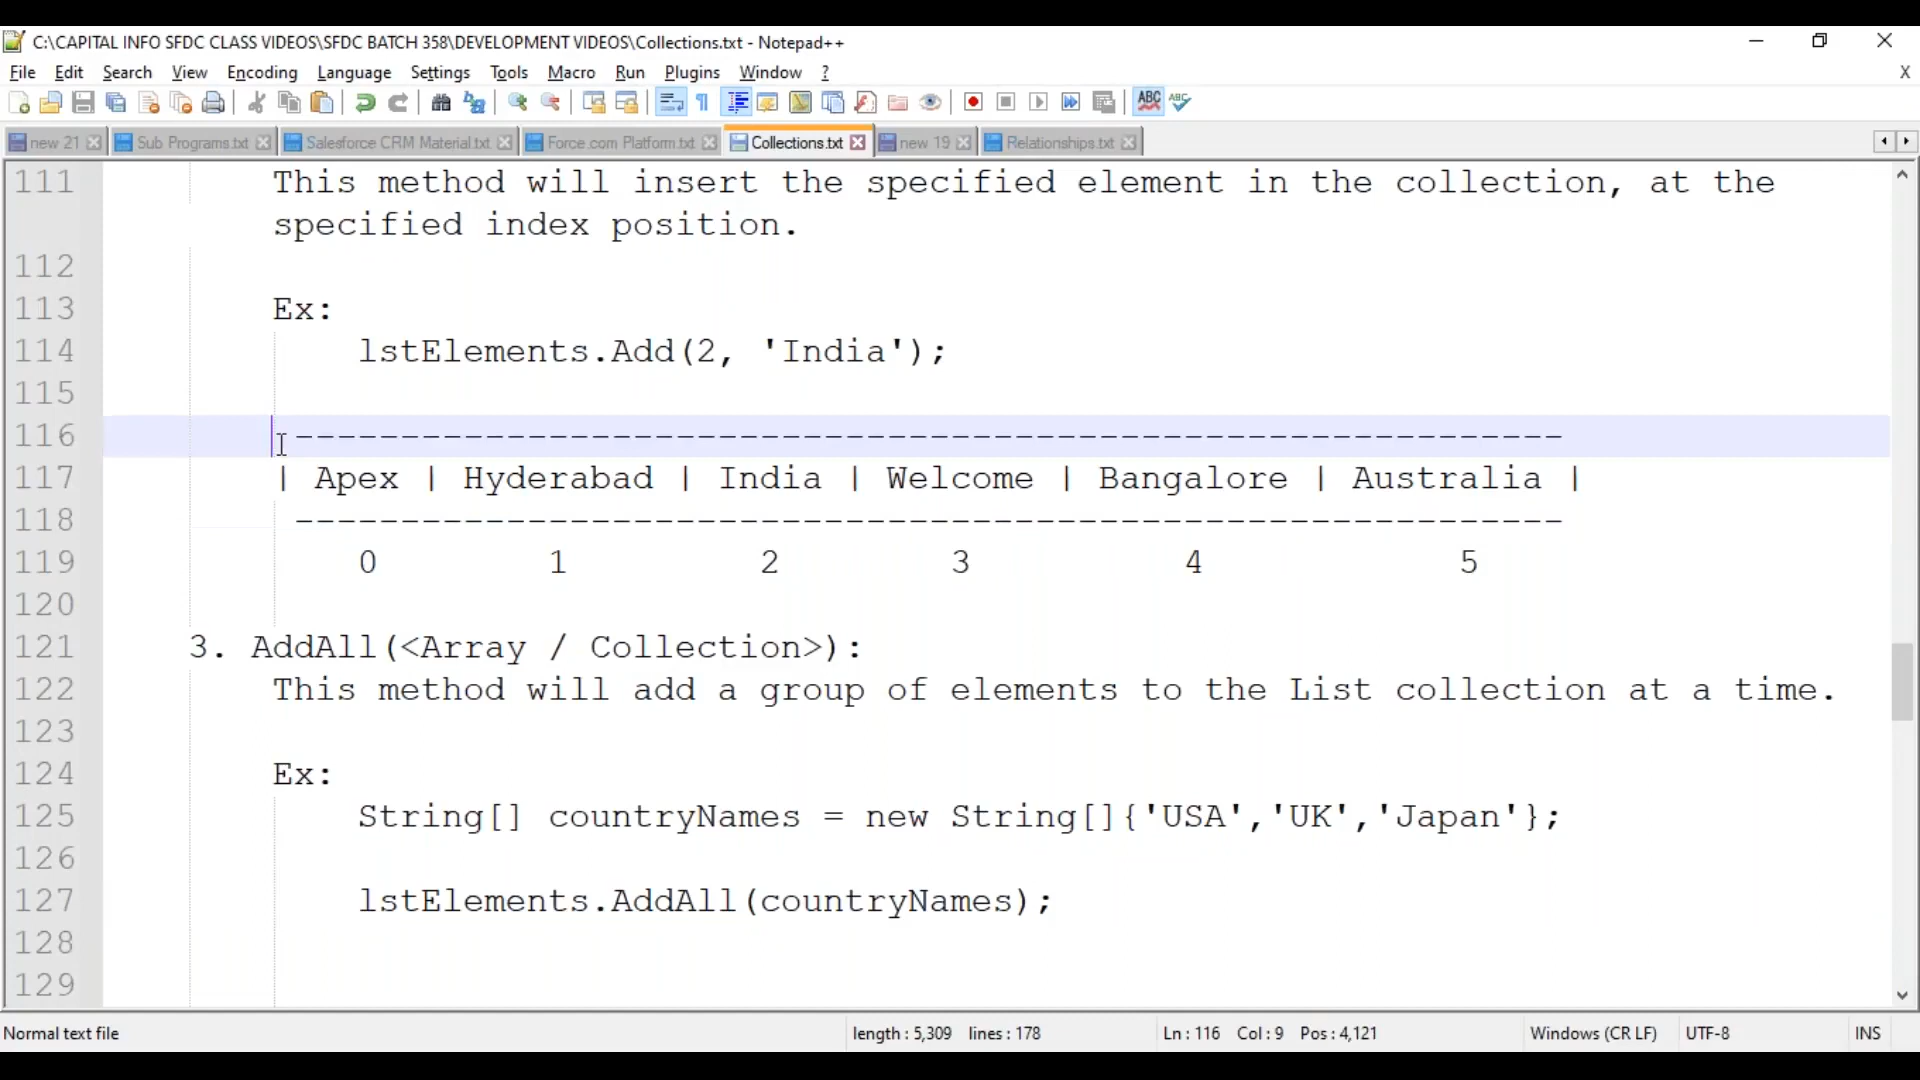 C:\CAPITAL INFO SFDC CLASS VIDEOS\SFDC BATCH 358\DEVELOPMENT VIDEOS\Collections.txt - Notepad++
File Edit Search View Encoding Language Settings Tools Macro Run Plugins Window ? X
new 21 Sub Programs.txt Salesforce CRM Material.txt Force.com Platform.txt Collections.txt new 19 Relationships.txt
111 This method will insert the specified element in the collection, at the
specified index position.
112
113 Ex:
114 lstElements.Add(2, 'India');
115
116 ------------------------------------------------------------
117 | Apex | Hyderabad | India | Welcome | Bangalore | Australia |
118 ------------------------------------------------------------
119 0 1 2 3 4 5
120
121 3. AddAll(<Array / Collection>):
122 This method will add a group of elements to the List collection at a time.
123
124 Ex:
125 String[] countryNames = new String[]{'USA','UK','Japan'};
126
127 lstElements.AddAll(countryNames);
128
129
Normal text file length : 5,309 lines : 178 Ln : 116 Col : 9 Pos : 4,121 Windows (CR LF) UTF-8 INS